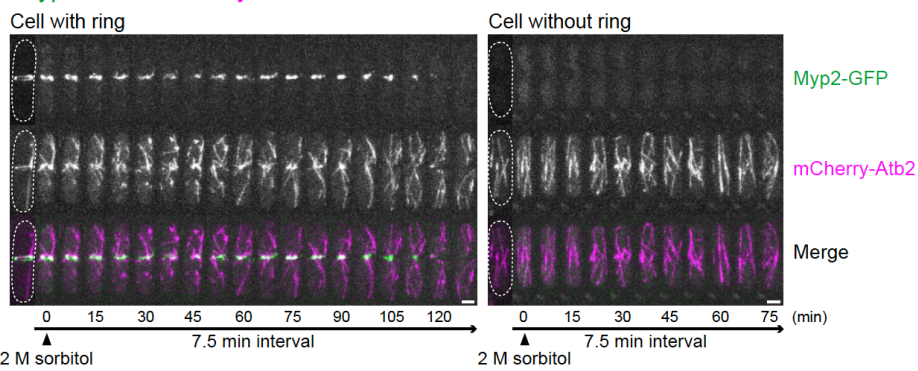 Cell with ring
Cell without ring
Myp2-GFP
mCherry-Atb2
Merge
0 15 30 45 60 75 90 105 120
0 15 30 45 60 75 (min)
7.5 min interval
7.5 min interval
2 M sorbitol
2 M sorbitol